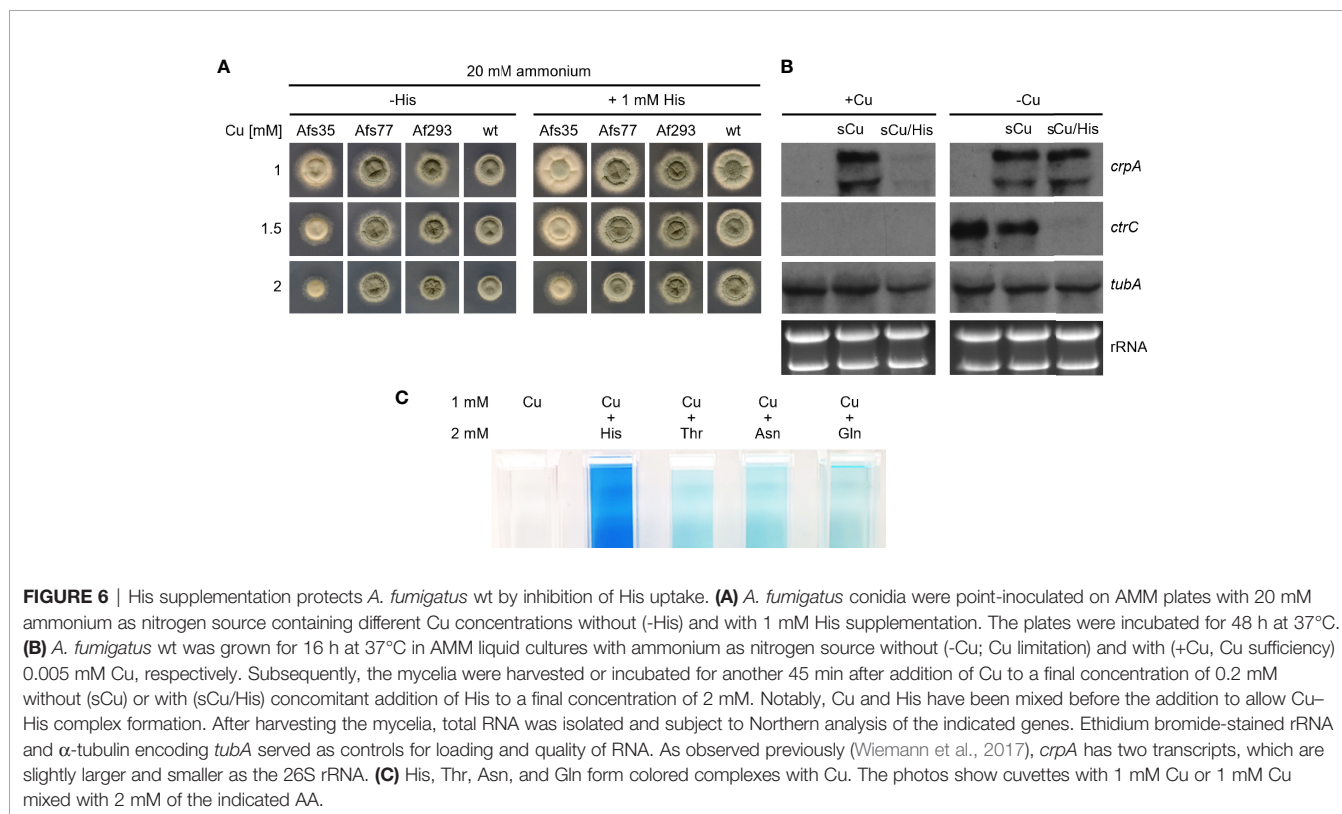 A
20 mM ammonium
-His
+ 1 mM His
Cu [mM] Afs35 Afs77 Af293 wt Afs35 Afs77 Af293 wt
1
1.5
2
B
+Cu -Cu
sCu sCu/His sCu sCu/His
crpA
ctrC
tubA
rRNA
C
1 mM Cu Cu Cu Cu Cu
+ + + +
2 mM His Thr Asn Gln
FIGURE 6 | His supplementation protects A. fumigatus wt by inhibition of His uptake. (A) A. fumigatus conidia were point-inoculated on AMM plates with 20 mM
ammonium as nitrogen source containing different Cu concentrations without (-His) and with 1 mM His supplementation. The plates were incubated for 48 h at 37°C.
(B) A. fumigatus wt was grown for 16 h at 37°C in AMM liquid cultures with ammonium as nitrogen source without (-Cu; Cu limitation) and with (+Cu, Cu sufficiency)
0.005 mM Cu, respectively. Subsequently, the mycelia were harvested or incubated for another 45 min after addition of Cu to a final concentration of 0.2 mM
without (sCu) or with (sCu/His) concomitant addition of His to a final concentration of 2 mM. Notably, Cu and His have been mixed before the addition to allow Cu–
His complex formation. After harvesting the mycelia, total RNA was isolated and subject to Northern analysis of the indicated genes. Ethidium bromide-stained rRNA
and α-tubulin encoding tubA served as controls for loading and quality of RNA. As observed previously (Wiemann et al., 2017), crpA has two transcripts, which are
slightly larger and smaller as the 26S rRNA. (C) His, Thr, Asn, and Gln form colored complexes with Cu. The photos show cuvettes with 1 mM Cu or 1 mM Cu
mixed with 2 mM of the indicated AA.